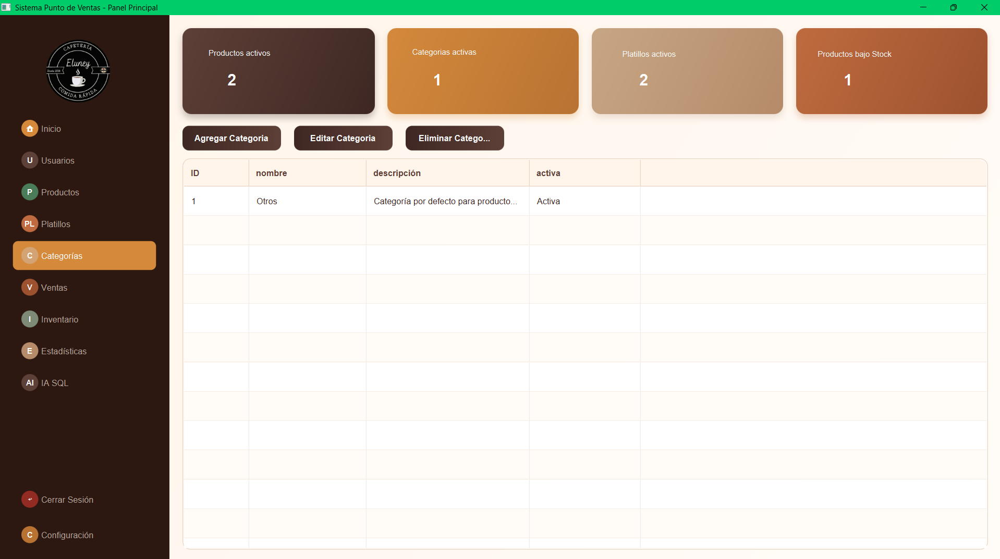 Sistema Punto de Ventas - Panel Principal
CAFETERÍA
Eluney
Desde 2018
COMIDA RÁPIDA
Inicio
U Usuarios
P Productos
PL Platillos
C Categorías
V Ventas
I Inventario
E Estadísticas
AI IA SQL
Cerrar Sesión
C Configuración
Productos activos
2
Categorias activas
1
Platillos activos
2
Productos bajo Stock
1
Agregar Categoria
Editar Categoria
Eliminar Catego...
ID nombre descripción activa
1 Otros Categoría por defecto para producto... Activa